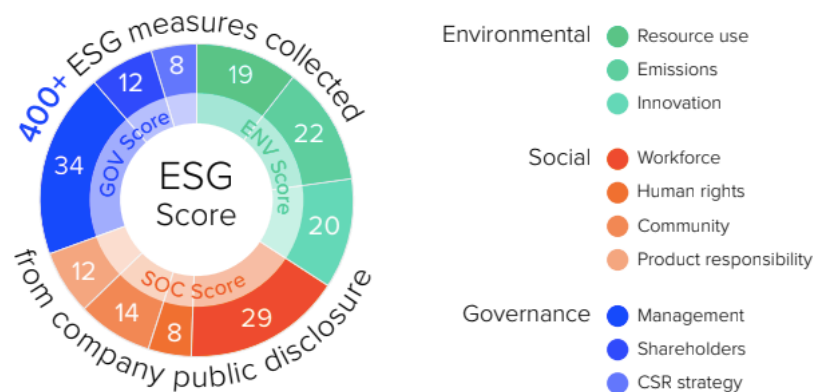 400+ ESG measures collected
from company public disclosure
ESG
Score
ENV Score
19
22
20
SOC Score
29
8
14
12
GOV Score
34
12
8
Environmental
Resource use
Emissions
Innovation
Social
Workforce
Human rights
Community
Product responsibility
Governance
Management
Shareholders
CSR strategy